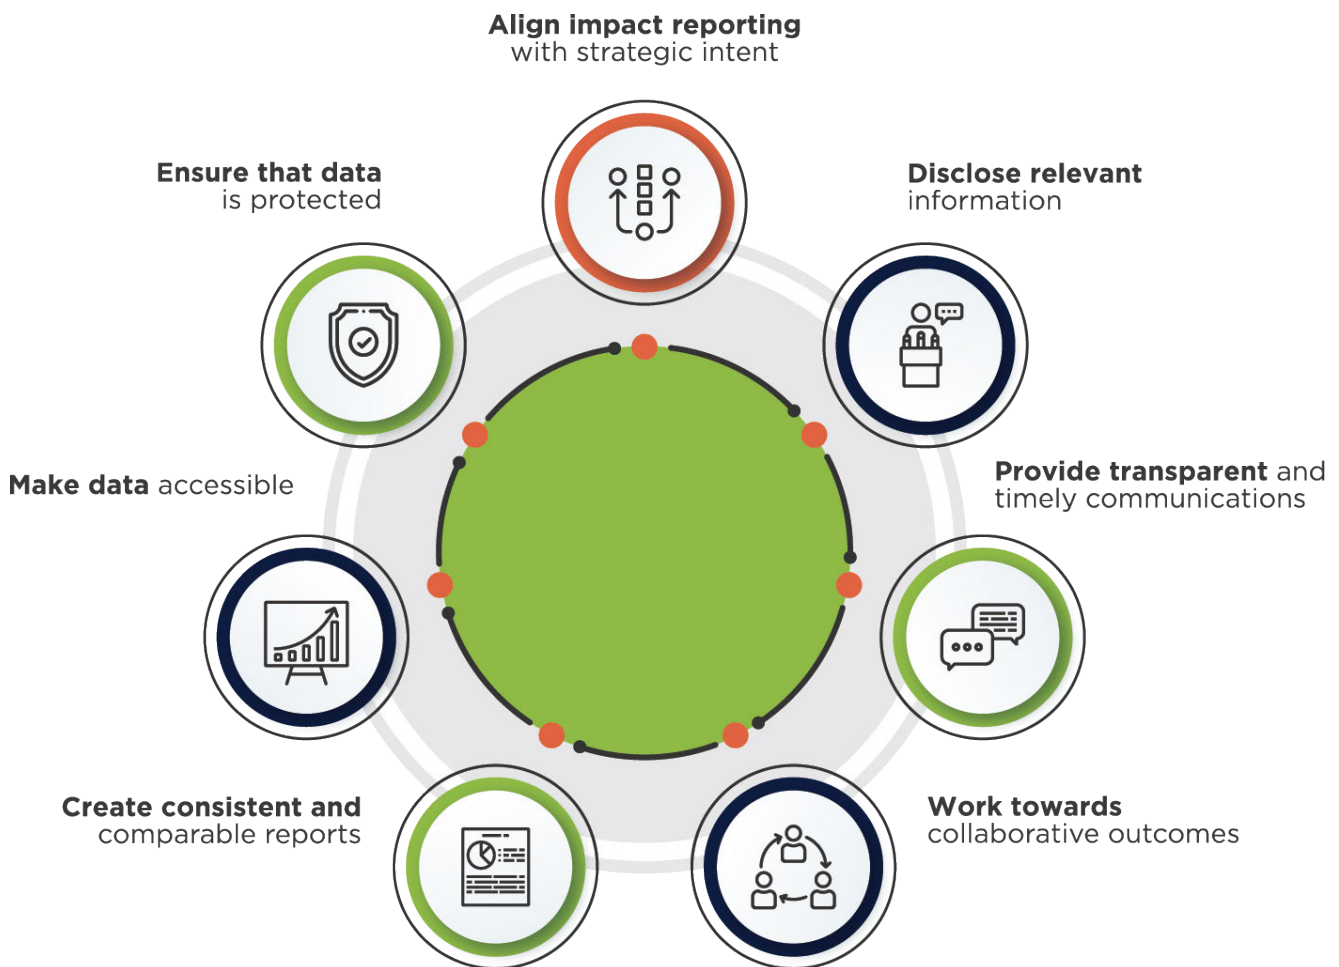 Align impact reporting
with strategic intent
Disclose relevant
information
Provide transparent and
timely communications
Work towards
collaborative outcomes
Create consistent and
comparable reports
Make data accessible
Ensure that data
is protected